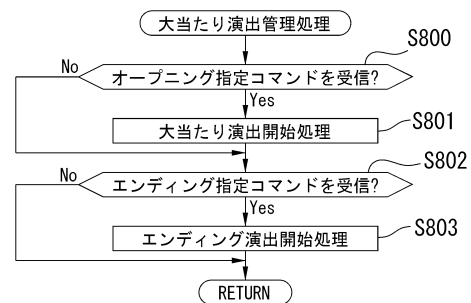 大当たり演出管理処理
S800
No
オープニング指定コマンドを受信?
Yes
大当たり演出開始処理
S801
No
エンディング指定コマンドを受信?
S802
Yes
エンディング演出開始処理
S803
RETURN